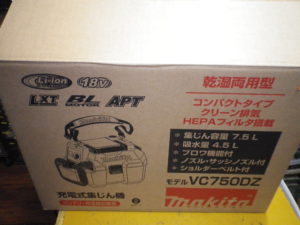 Li-ion
18V
LXT BL APT
乾湿両用型
コンパクトタイプ
クリーン排気
HEPAフィルタ搭載
＊集じん容量 7.5 L
＊吸水量 4.5 L
＊ブロワ機能付
＊ノズル・サッシノズル付
＊ショルダーベルト付
モデル VC750DZ
充電式集じん機
makita